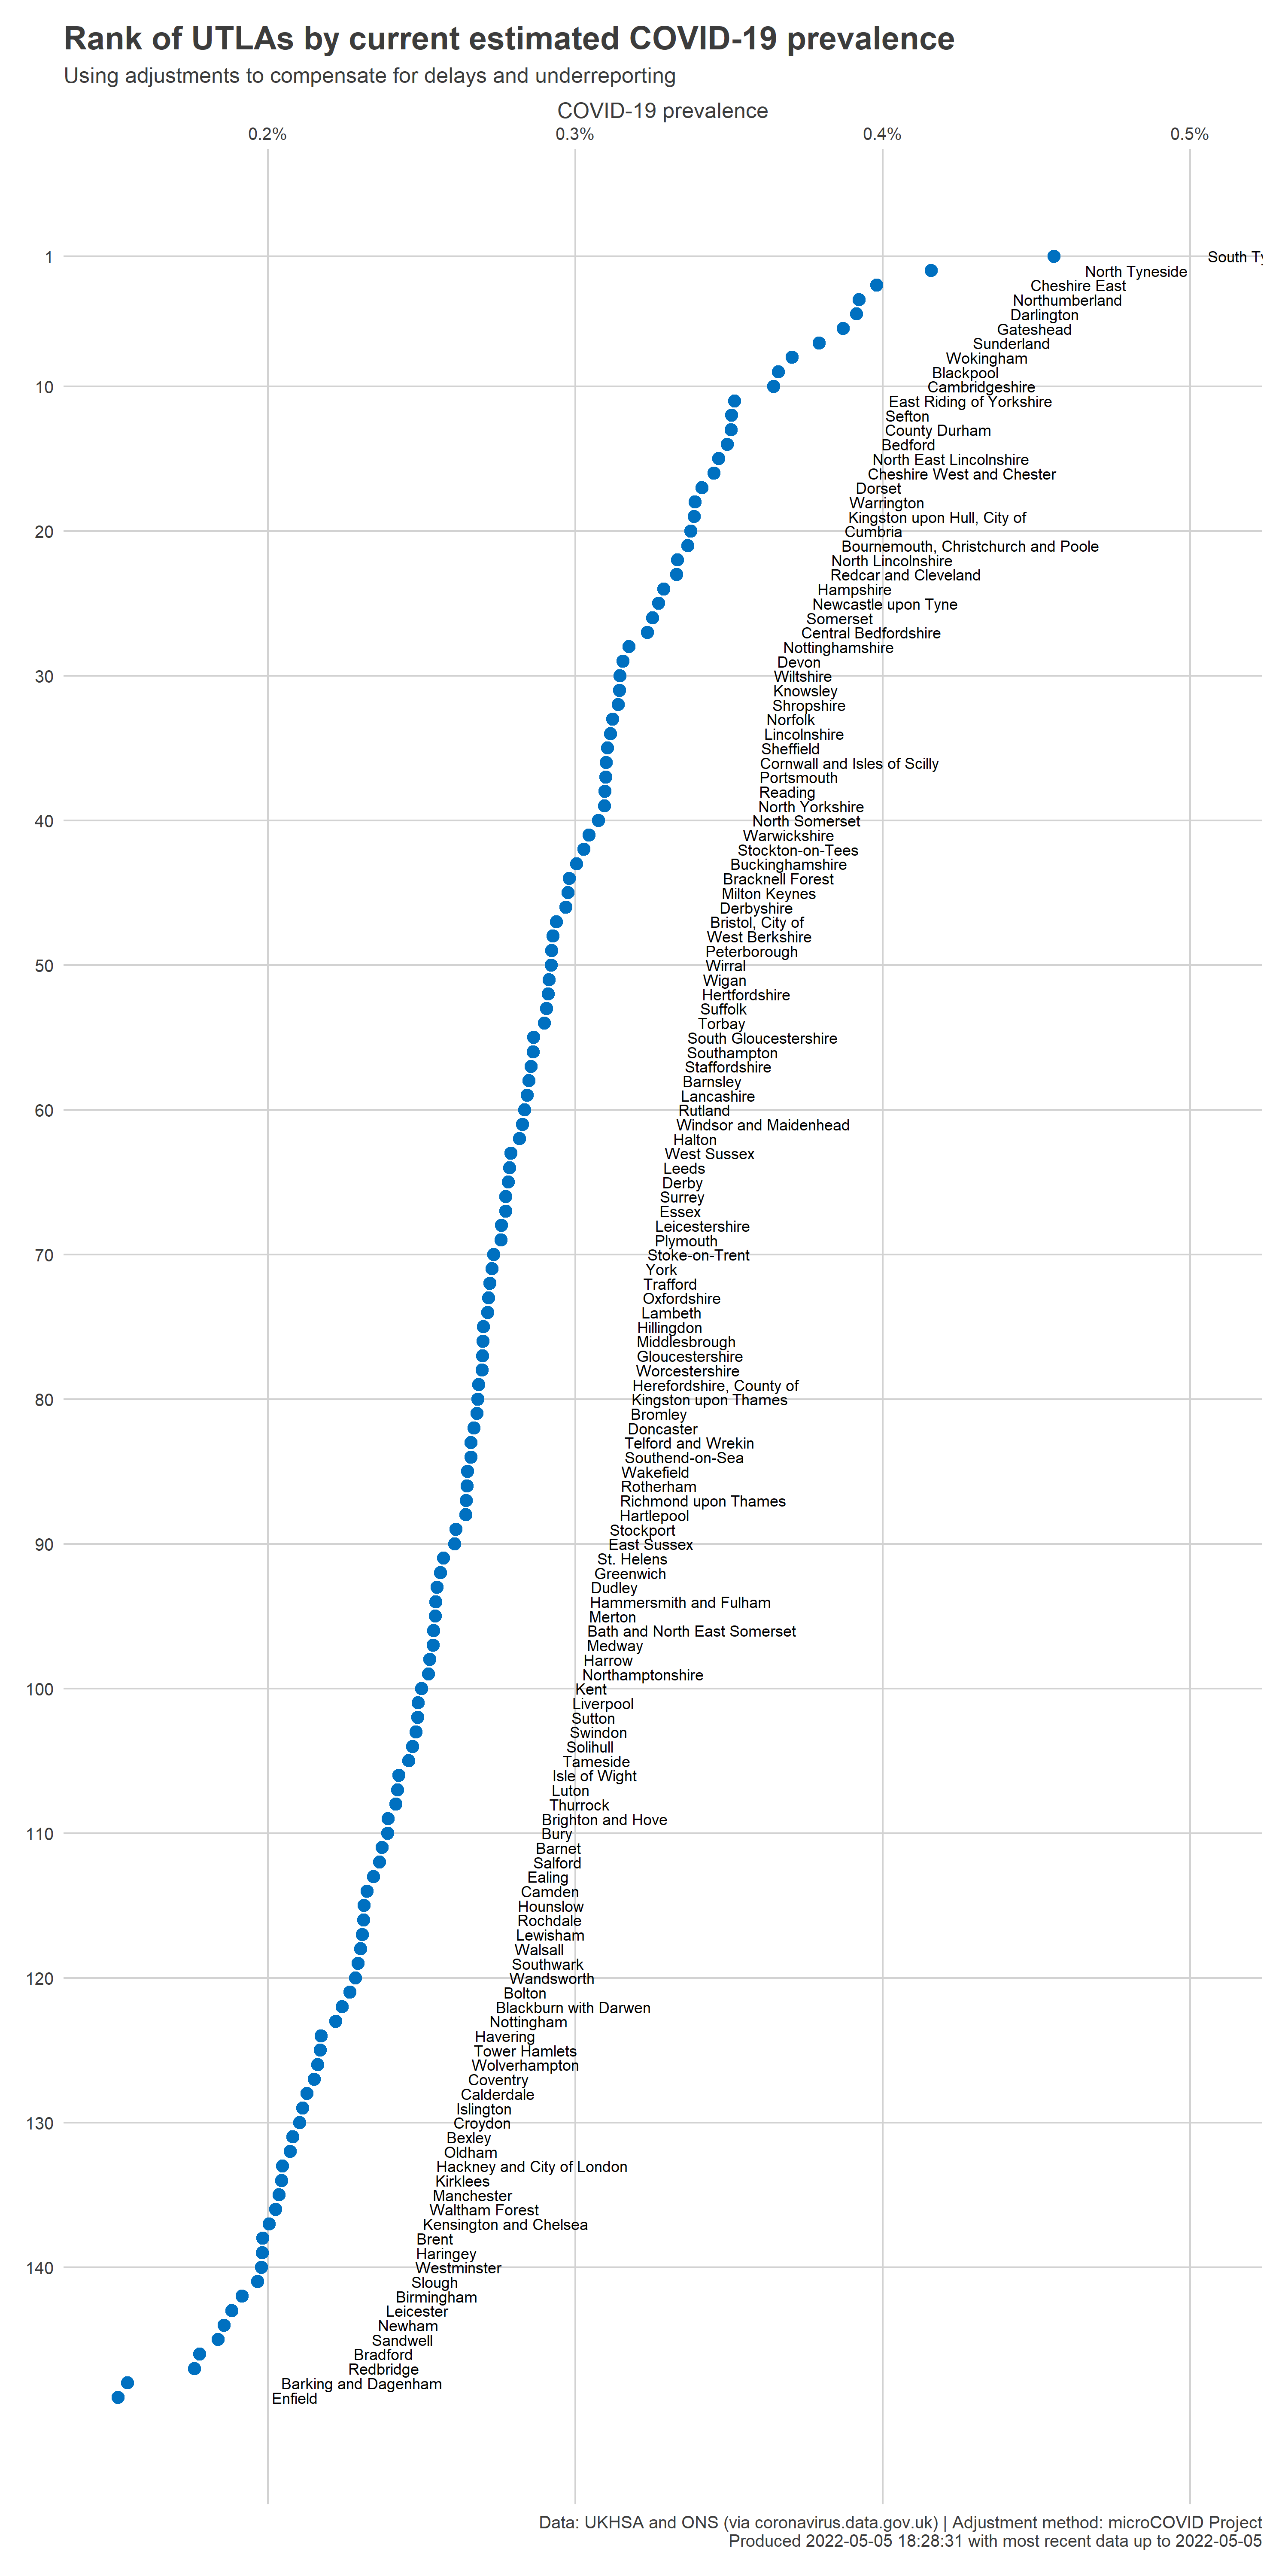 Rank of UTLAs by current estimated COVID-19 prevalence
Using adjustments to compensate for delays and underreporting
COVID-19 prevalence
0.2% 0.3% 0.4% 0.5%
1 South Ty
North Tyneside
Cheshire East
Northumberland
Darlington
Gateshead
Sunderland
Wokingham
Blackpool
10 Cambridgeshire
East Riding of Yorkshire
Sefton
County Durham
Bedford
North East Lincolnshire
Cheshire West and Chester
Dorset
Warrington
Kingston upon Hull, City of
20 Cumbria
Bournemouth, Christchurch and Poole
North Lincolnshire
Redcar and Cleveland
Hampshire
Newcastle upon Tyne
Somerset
Central Bedfordshire
Nottinghamshire
Devon
30 Wiltshire
Knowsley
Shropshire
Norfolk
Lincolnshire
Sheffield
Cornwall and Isles of Scilly
Portsmouth
Reading
North Yorkshire
40 North Somerset
Warwickshire
Stockton-on-Tees
Buckinghamshire
Bracknell Forest
Milton Keynes
Derbyshire
Bristol, City of
West Berkshire
Peterborough
50 Wirral
Wigan
Hertfordshire
Suffolk
Torbay
South Gloucestershire
Southampton
Staffordshire
Barnsley
Lancashire
60 Rutland
Windsor and Maidenhead
Halton
West Sussex
Leeds
Derby
Surrey
Essex
Leicestershire
Plymouth
70 Stoke-on-Trent
York
Trafford
Oxfordshire
Lambeth
Hillingdon
Middlesbrough
Gloucestershire
Worcestershire
Herefordshire, County of
80 Kingston upon Thames
Bromley
Doncaster
Telford and Wrekin
Southend-on-Sea
Wakefield
Rotherham
Richmond upon Thames
Hartlepool
Stockport
90 East Sussex
St. Helens
Greenwich
Dudley
Hammersmith and Fulham
Merton
Bath and North East Somerset
Medway
Harrow
Northamptonshire
100 Kent
Liverpool
Sutton
Swindon
Solihull
Tameside
Isle of Wight
Luton
Thurrock
Brighton and Hove
110 Bury
Barnet
Salford
Ealing
Camden
Hounslow
Rochdale
Lewisham
Walsall
Southwark
120 Wandsworth
Bolton
Blackburn with Darwen
Nottingham
Havering
Tower Hamlets
Wolverhampton
Coventry
Calderdale
Islington
130 Croydon
Bexley
Oldham
Hackney and City of London
Kirklees
Manchester
Waltham Forest
Kensington and Chelsea
Brent
Haringey
140 Westminster
Slough
Birmingham
Leicester
Newham
Sandwell
Bradford
Redbridge
Barking and Dagenham
Enfield
Data: UKHSA and ONS (via coronavirus.data.gov.uk) | Adjustment method: microCOVID Project
Produced 2022-05-05 18:28:31 with most recent data up to 2022-05-05